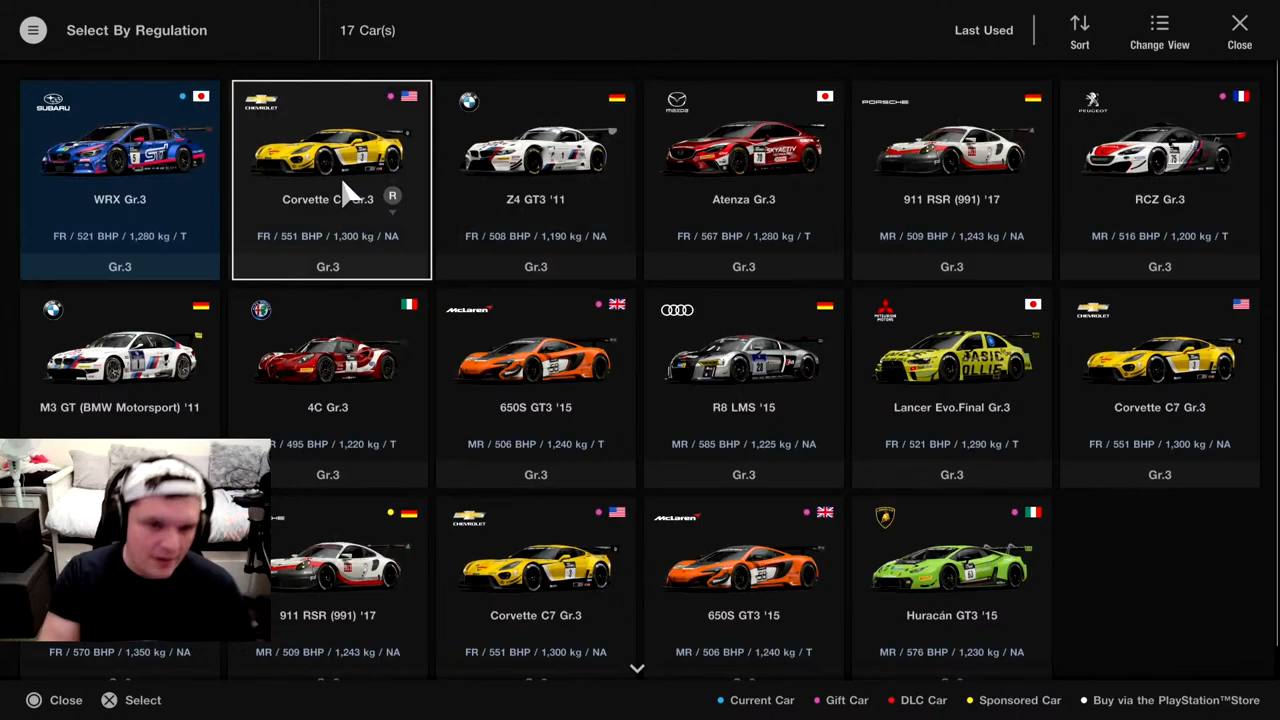 Select By Regulation
17 Car(s)
Last Used
Sort
Change View
Close
SUBARU
CHEVROLET
mazda
PORSCHE
PEUGEOT
WRX Gr.3
Corvette C Gr.3
R
Z4 GT3 '11
Atenza Gr.3
911 RSR (991) '17
RCZ Gr.3
FR / 521 BHP / 1,280 kg / T
FR / 551 BHP / 1,300 kg / NA
FR / 508 BHP / 1,190 kg / NA
FR / 567 BHP / 1,280 kg / T
MR / 509 BHP / 1,243 kg / NA
MR / 516 BHP / 1,200 kg / T
Gr.3
Gr.3
Gr.3
Gr.3
Gr.3
Gr.3
McLaren
MITSUBISHI MOTORS
CHEVROLET
M3 GT (BMW Motorsport) '11
4C Gr.3
650S GT3 '15
R8 LMS '15
Lancer Evo.Final Gr.3
Corvette C7 Gr.3
/ 495 BHP / 1,220 kg / T
MR / 506 BHP / 1,240 kg / T
MR / 585 BHP / 1,225 kg / NA
FR / 521 BHP / 1,290 kg / T
FR / 551 BHP / 1,300 kg / NA
Gr.3
Gr.3
Gr.3
Gr.3
Gr.3
CHEVROLET
McLaren
911 RSR (991) '17
Corvette C7 Gr.3
650S GT3 '15
Huracán GT3 '15
FR / 570 BHP / 1,350 kg / NA
MR / 509 BHP / 1,243 kg / NA
FR / 551 BHP / 1,300 kg / NA
MR / 506 BHP / 1,240 kg / T
MR / 576 BHP / 1,230 kg / NA
Close
Select
Current Car
Gift Car
DLC Car
Sponsored Car
Buy via the PlayStation™Store